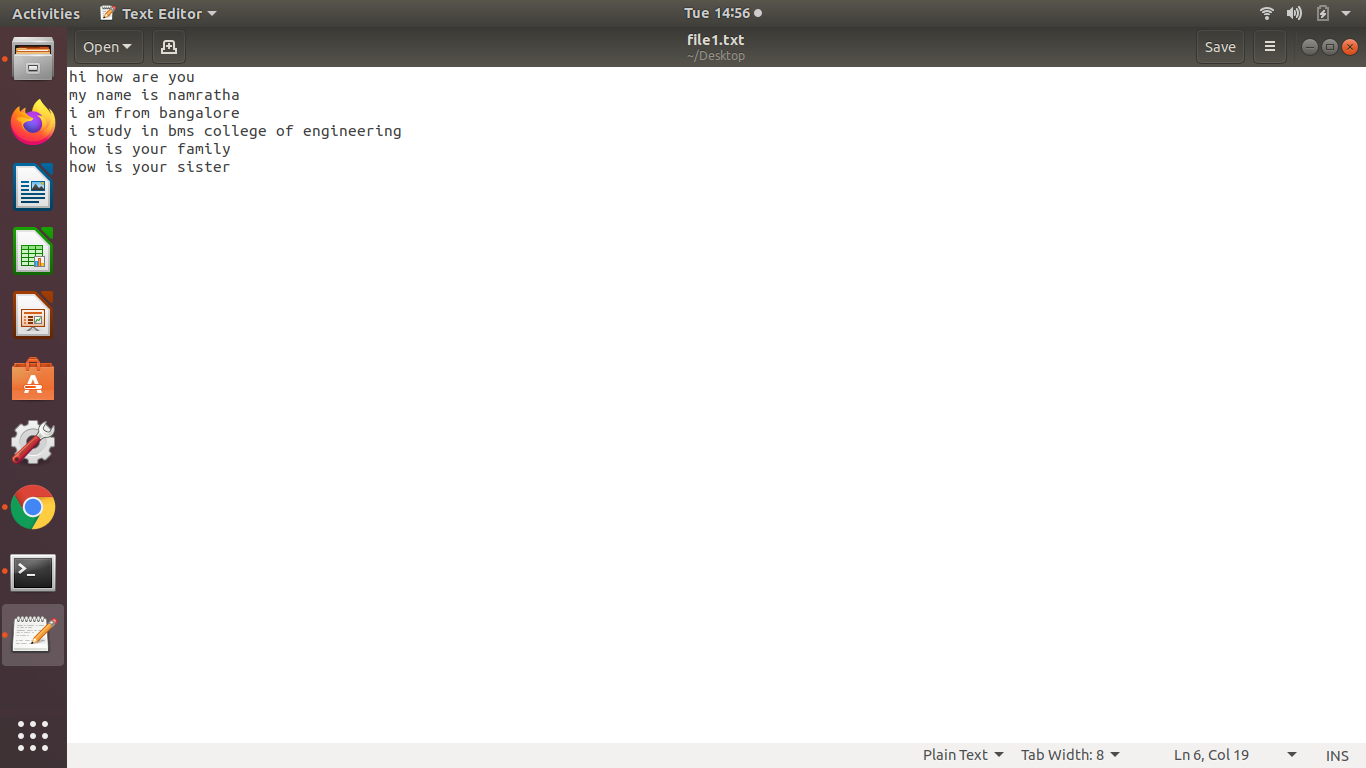 Activities Text Editor Tue 14:56
Open file1.txt Save
~/Desktop
hi how are you
my name is namratha
i am from bangalore
i study in bms college of engineering
how is your family
how is your sister
Plain Text Tab Width: 8 Ln 6, Col 19 INS